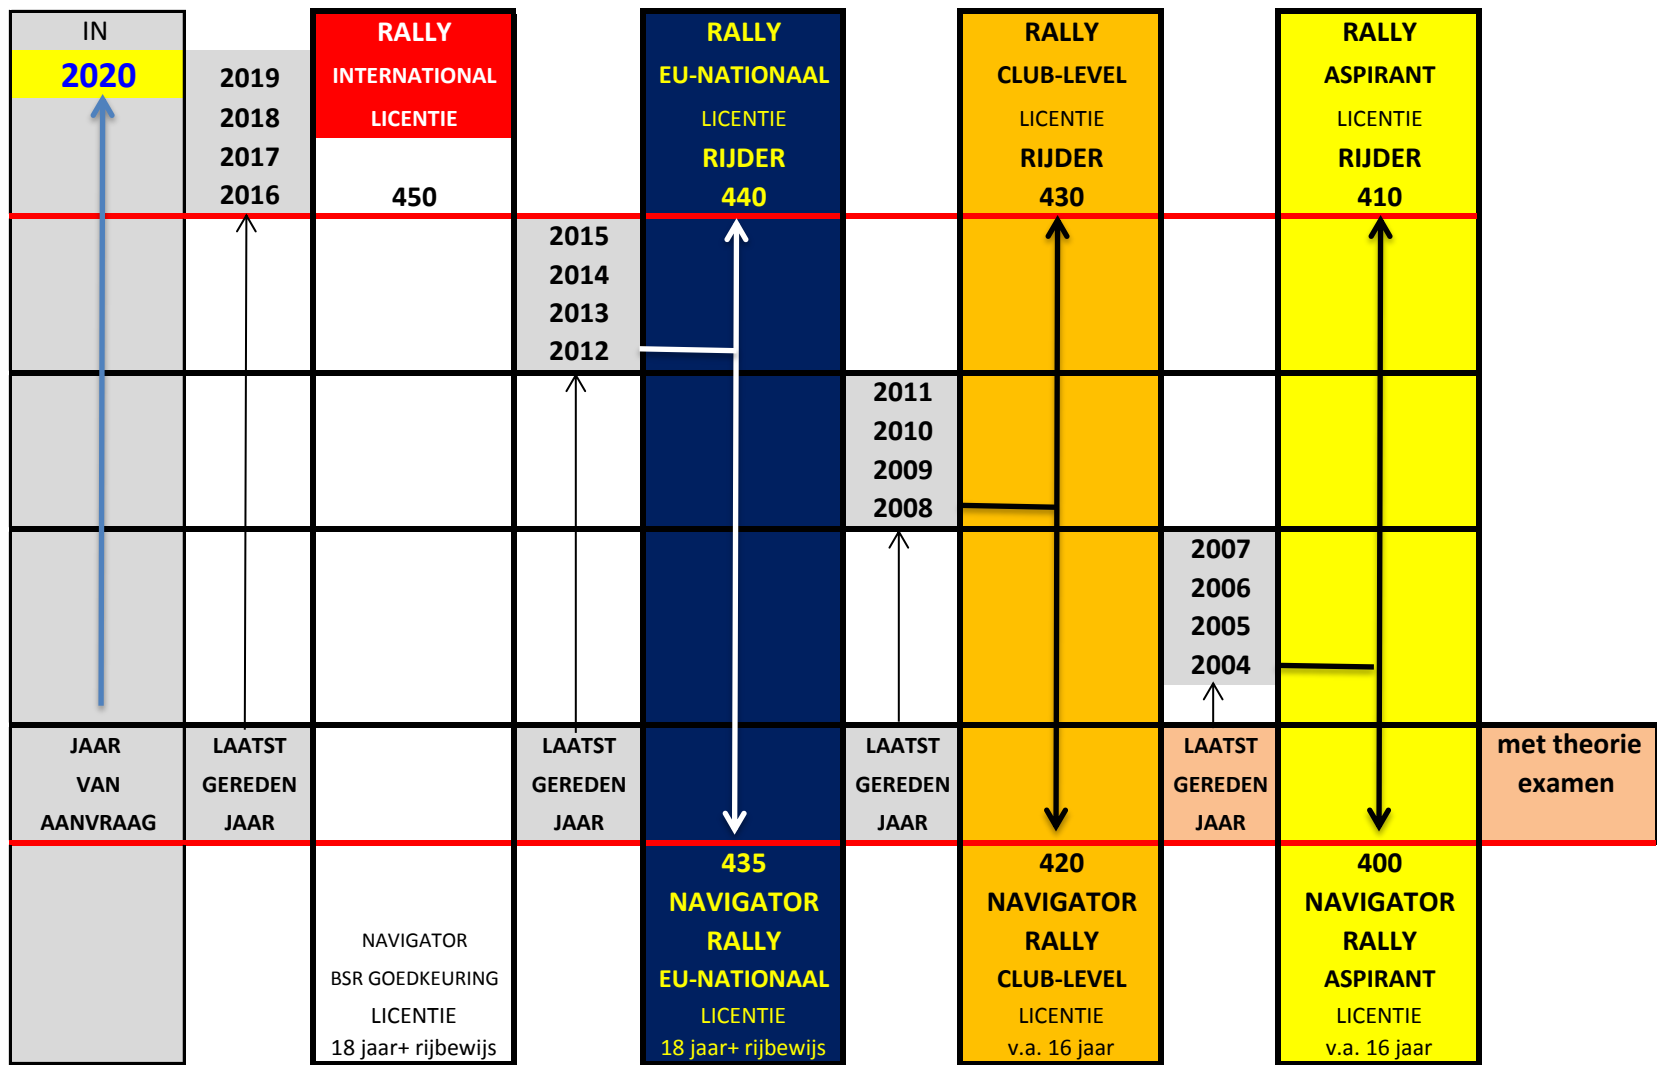 IN
2020
2019
2018
2017
2016
RALLY
INTERNATIONAL
LICENTIE
450
RALLY
EU-NATIONAAL
LICENTIE
RIJDER
440
RALLY
CLUB-LEVEL
LICENTIE
RIJDER
430
RALLY
ASPIRANT
LICENTIE
RIJDER
410
2015
2014
2013
2012
2011
2010
2009
2008
2007
2006
2005
2004
JAAR
VAN
AANVRAAG
LAATST
GEREDEN
JAAR
LAATST
GEREDEN
JAAR
LAATST
GEREDEN
JAAR
LAATST
GEREDEN
JAAR
met theorie
examen
NAVIGATOR
BSR GOEDKEURING
LICENTIE
18 jaar+ rijbewijs
435
NAVIGATOR
RALLY
EU-NATIONAAL
LICENTIE
18 jaar+ rijbewijs
420
NAVIGATOR
RALLY
CLUB-LEVEL
LICENTIE
v.a. 16 jaar
400
NAVIGATOR
RALLY
ASPIRANT
LICENTIE
v.a. 16 jaar